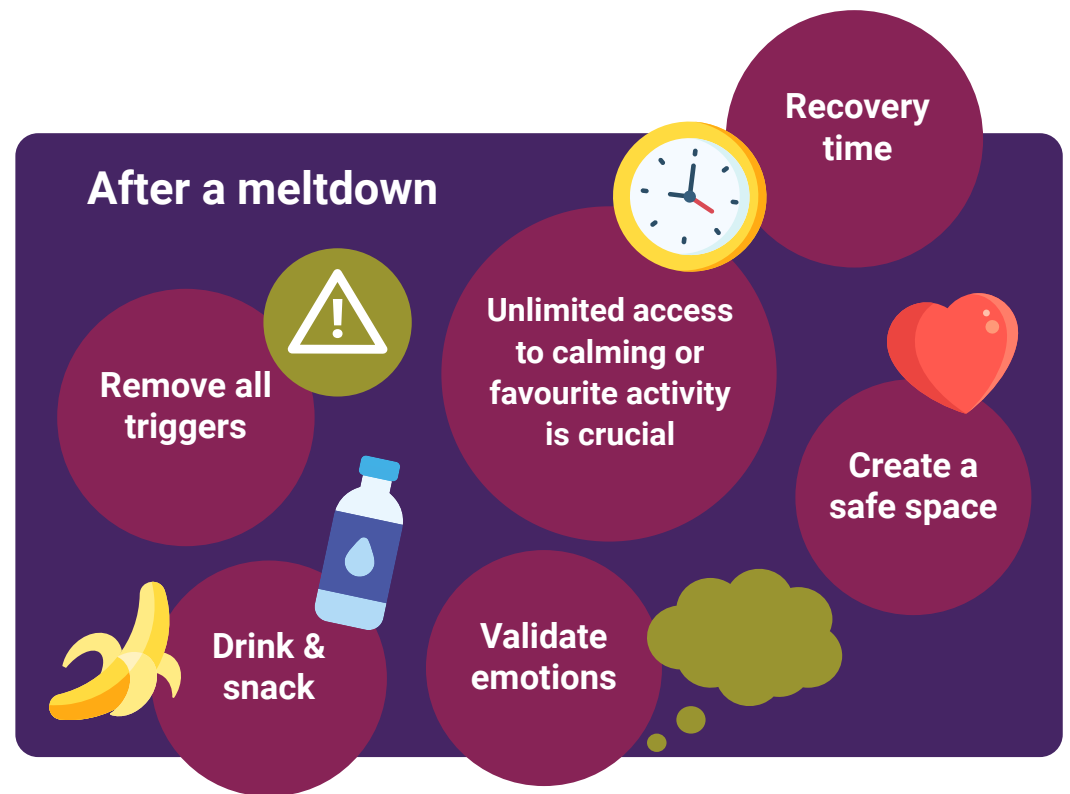 After a meltdown
Recovery
time
Remove all
triggers
Unlimited access
to calming or
favourite activity
is crucial
Create a
safe space
Drink &
snack
Validate
emotions